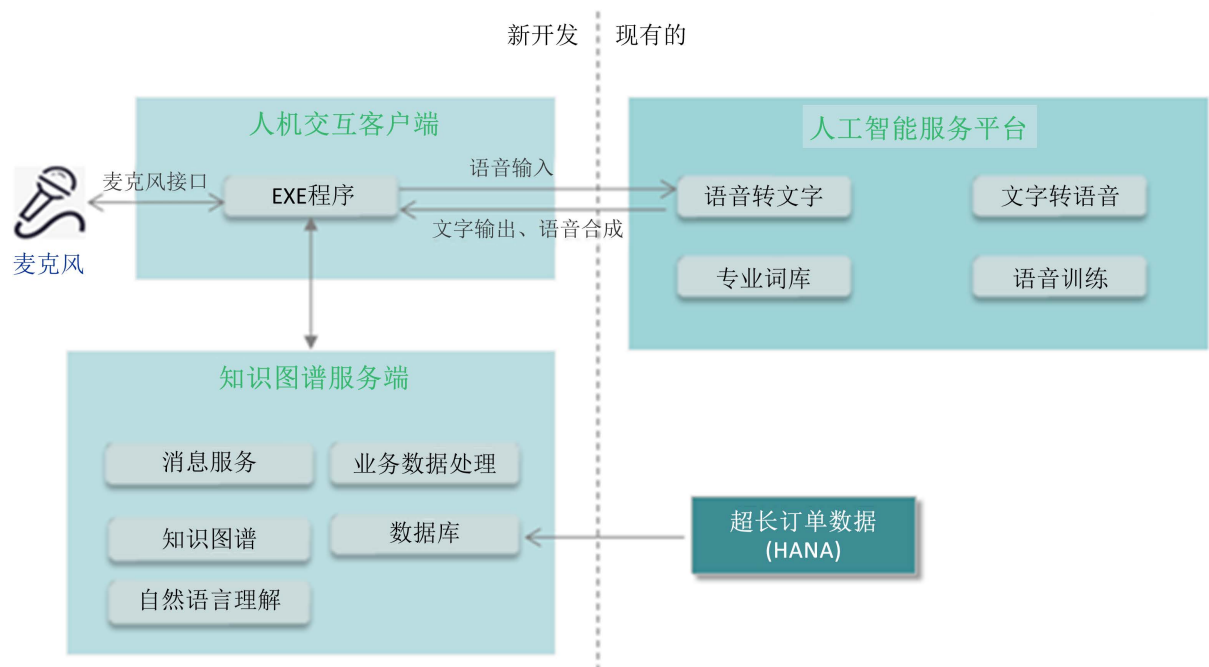 新开发
现有的
人机交互客户端
人工智能服务平台
麦克风接口
EXE程序
语音输入
文字输出、语音合成
语音转文字
文字转语音
麦克风
专业词库
语音训练
知识图谱服务端
消息服务
业务数据处理
知识图谱
数据库
自然语言理解
超长订单数据
(HANA)